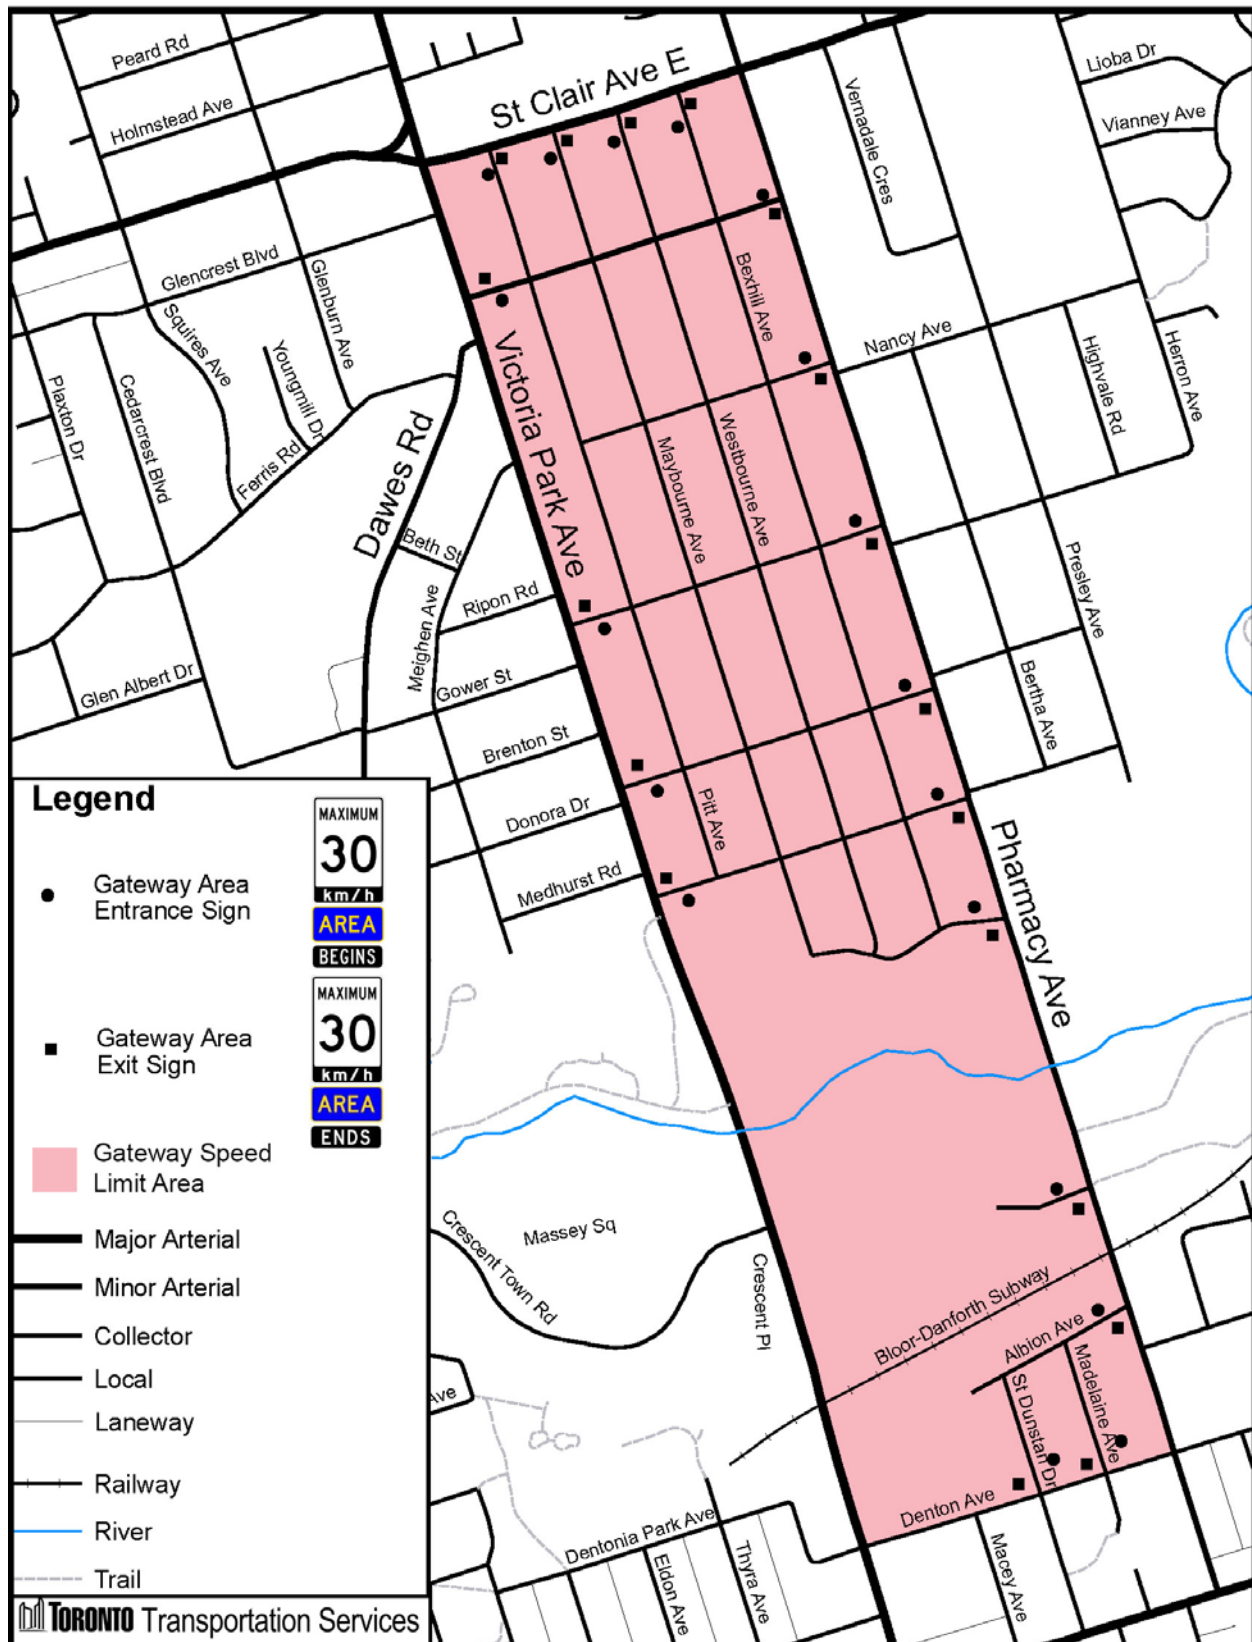 Peard Rd
Holmstead Ave
St Clair Ave E
Lioba Dr
Vianney Ave
Vernadale Cres
Glencrest Blvd
Glenburn Ave
Squires Ave
Youngmill Dr
Plaxton Dr
Cedarcrest Blvd
Ferris Rd
Dawes Rd
Victoria Park Ave
Bexhill Ave
Nancy Ave
Highvale Rd
Herron Ave
Maybourne Ave
Westbourne Ave
Beth St
Meighen Ave
Ripon Rd
Presley Ave
Glen Albert Dr
Gower St
Bertha Ave
Brenton St
Donora Dr
Pitt Ave
Medhurst Rd
Pharmacy Ave
Massey Sq
Crescent Town Rd
Crescent Pl
Bloor-Danforth Subway
Albion Ave
Madelaine Ave
St Dunstan Dr
Ave
Denton Ave
Dentonia Park Ave
Eldon Ave
Thyra Ave
Macey Ave
Legend
Gateway Area
Entrance Sign
MAXIMUM
30
km/h
AREA
BEGINS
Gateway Area
Exit Sign
MAXIMUM
30
km/h
AREA
ENDS
Gateway Speed
Limit Area
Major Arterial
Minor Arterial
Collector
Local
Laneway
Railway
River
Trail
TORONTO Transportation Services